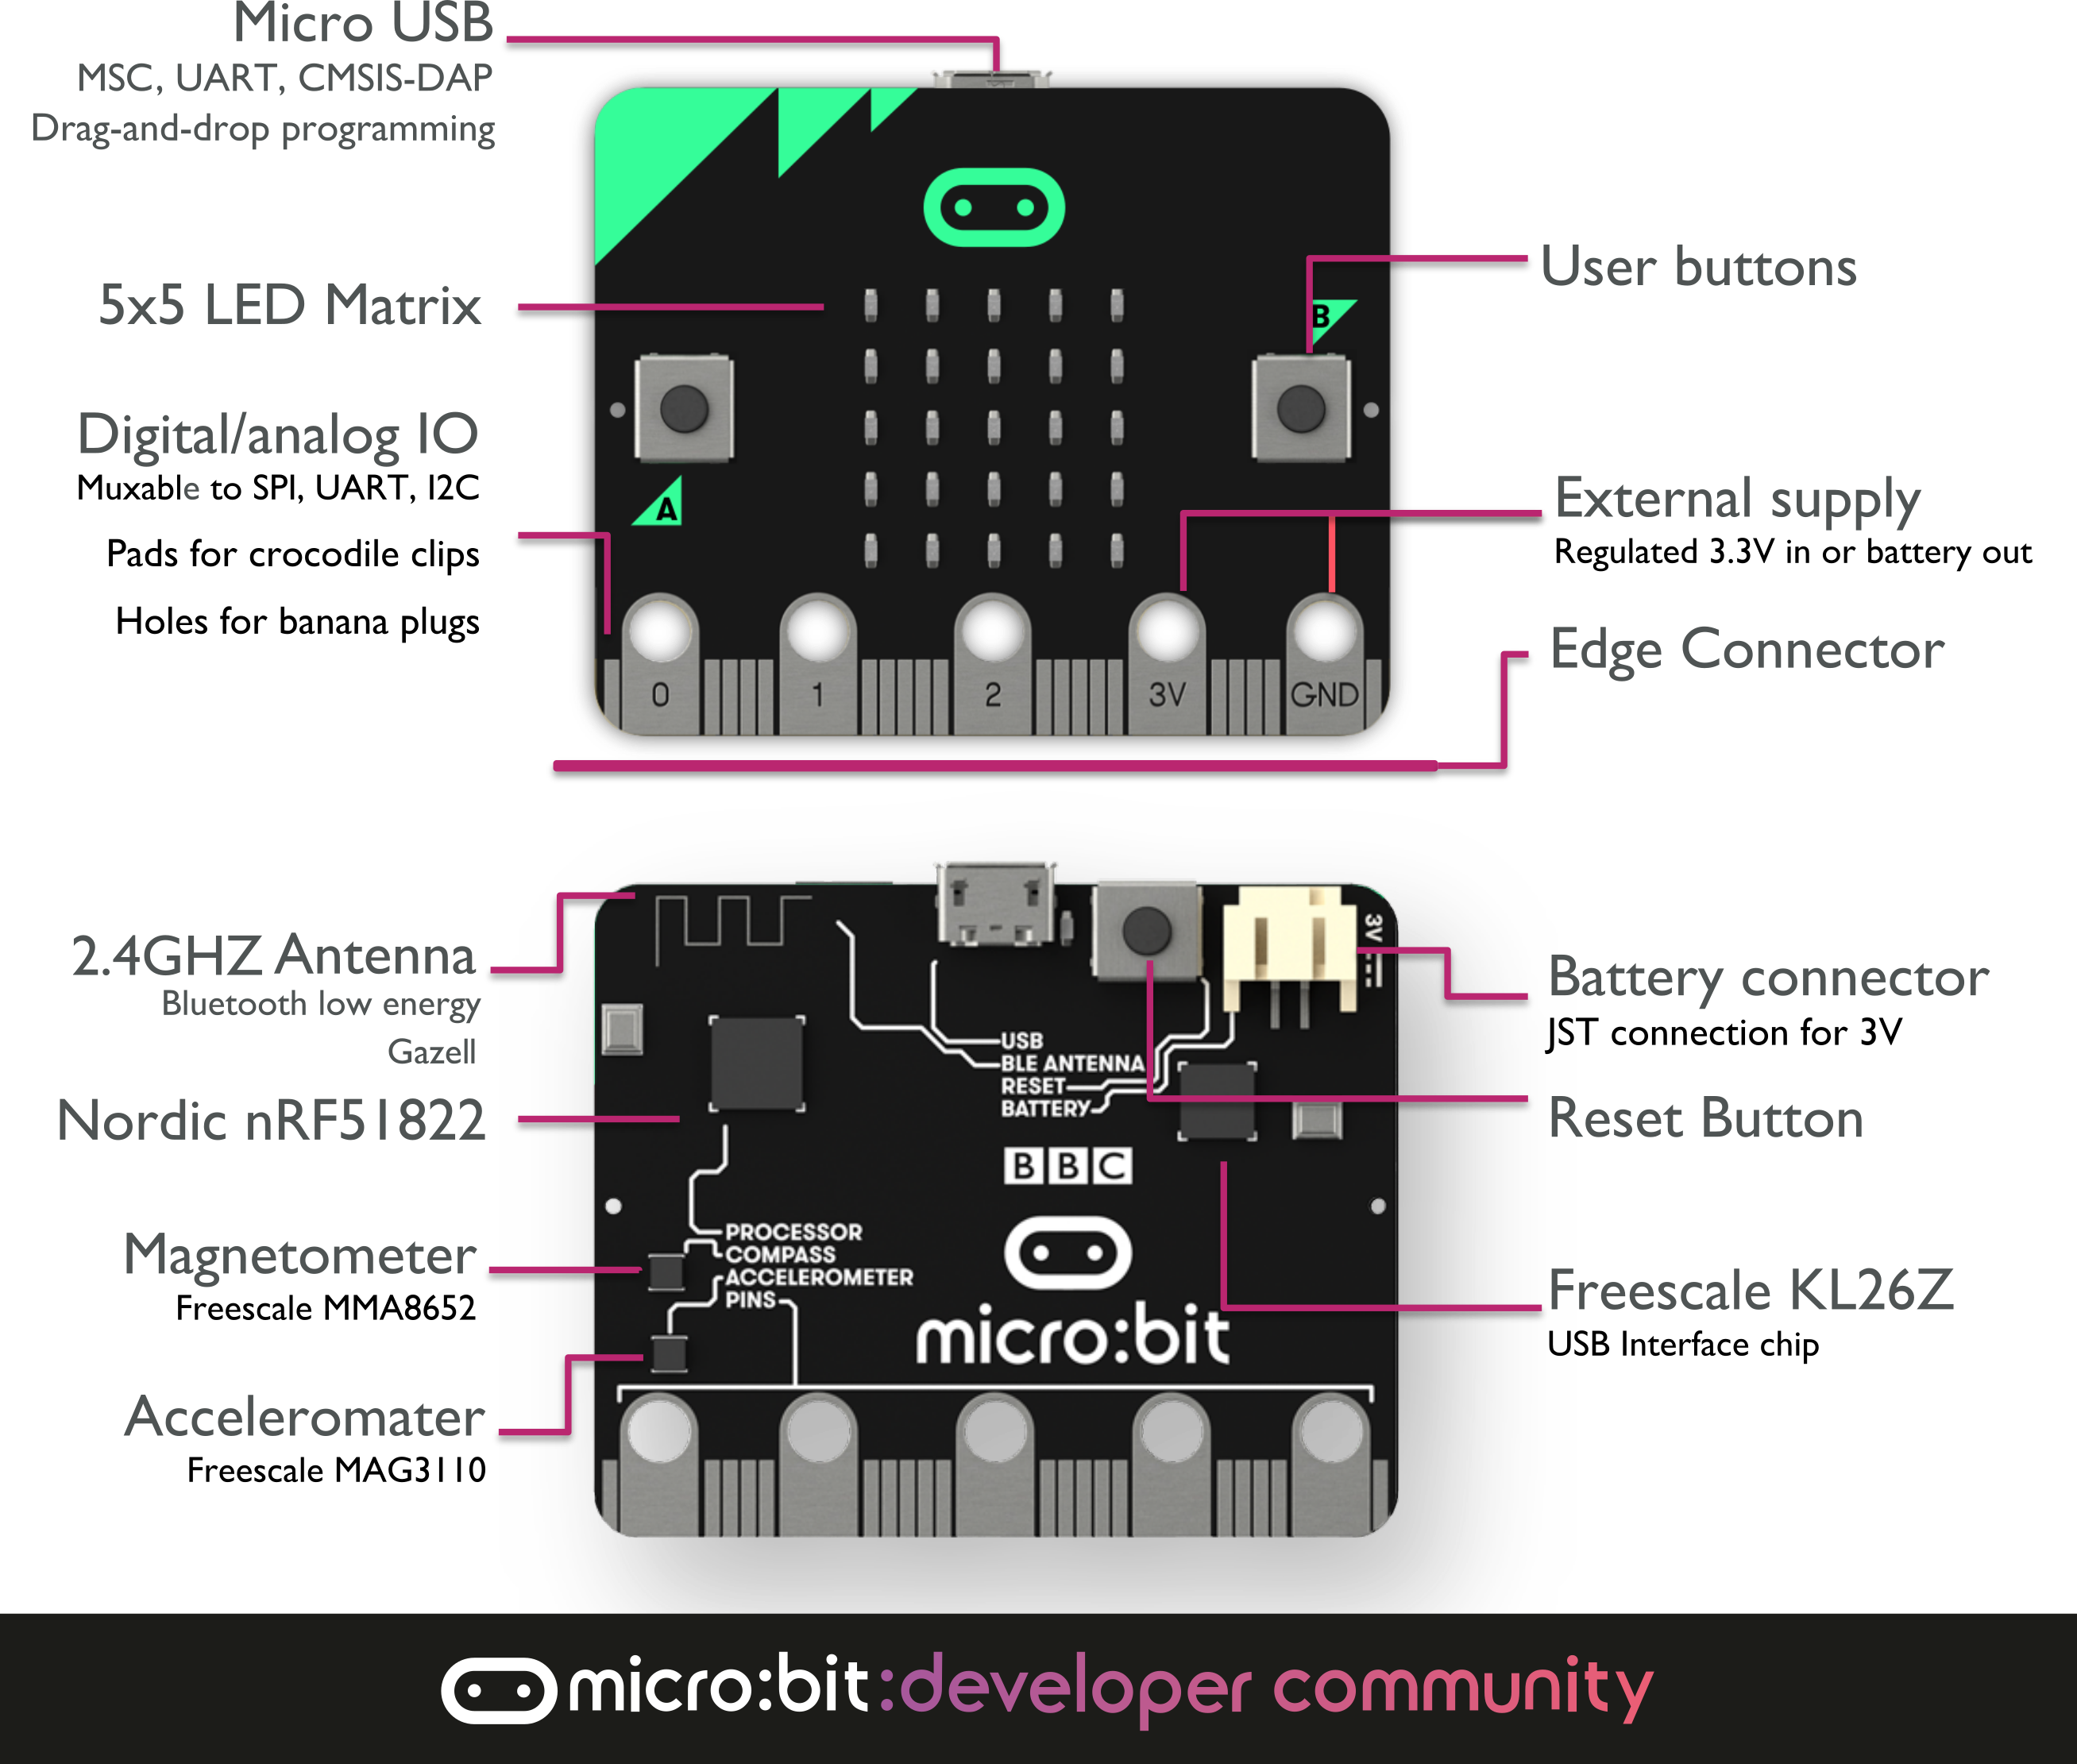 Micro USB
MSC, UART, CMSIS-DAP
Drag-and-drop programming
5x5 LED Matrix
Digital/analog IO
Muxable to SPI, UART, I2C
Pads for crocodile clips
Holes for banana plugs
A
B
0
1
2
3V
GND
User buttons
External supply
Regulated 3.3V in or battery out
Edge Connector
2.4GHZ Antenna
Bluetooth low energy
Gazell
Nordic nRF51822
Magnetometer
Freescale MMA8652
Acceleromater
Freescale MAG3110
3V
USB
BLE ANTENNA
RESET
BATTERY
BBC
PROCESSOR
COMPASS
ACCELEROMETER
PINS
micro:bit
Battery connector
JST connection for 3V
Reset Button
Freescale KL26Z
USB Interface chip
micro:bit:developer community